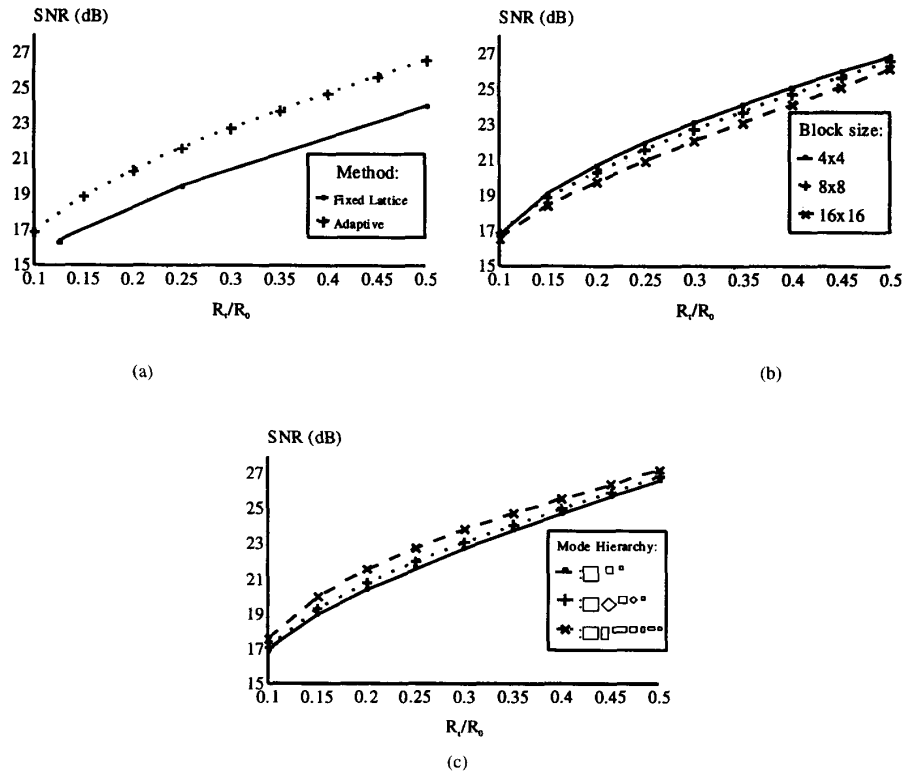 SNR (dB)
27
25
23
21
19
17
15
0.1 0.15 0.2 0.25 0.3 0.35 0.4 0.45 0.5
Rₜ/R₀
Method:
Fixed Lattice
Adaptive
(a)
SNR (dB)
27
25
23
21
19
17
15
0.1 0.15 0.2 0.25 0.3 0.35 0.4 0.45 0.5
Rₜ/R₀
Block size:
4x4
8x8
16x16
(b)
SNR (dB)
27
25
23
21
19
17
15
0.1 0.15 0.2 0.25 0.3 0.35 0.4 0.45 0.5
Rₜ/R₀
Mode Hierarchy:
:
:
:
(c)